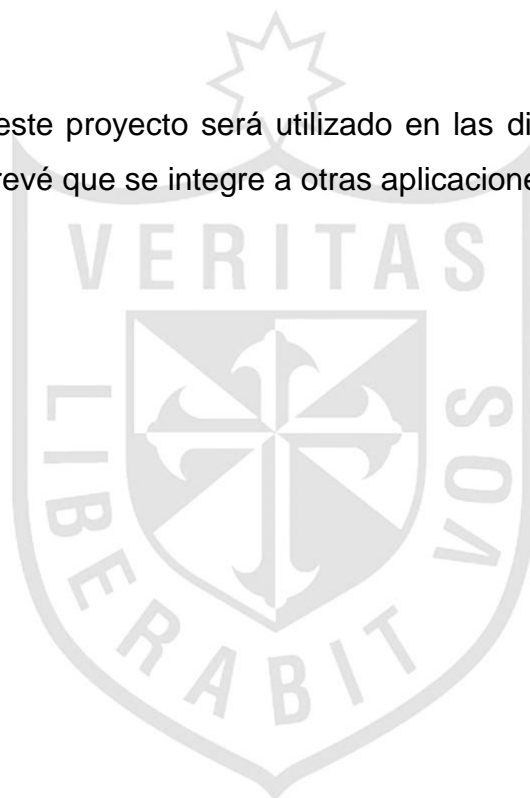 este proyecto será utilizado en las di
revé que se integre a otras aplicacione
VERITAS
LIBERABIT
VOS